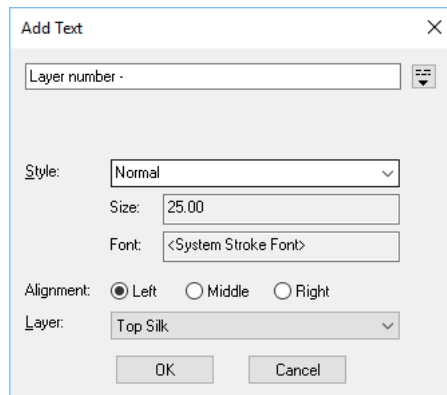 Add Text
Layer number -
Style: Normal
Size: 25.00
Font: <System Stroke Font>
Alignment: Left Middle Right
Layer: Top Silk
OK Cancel